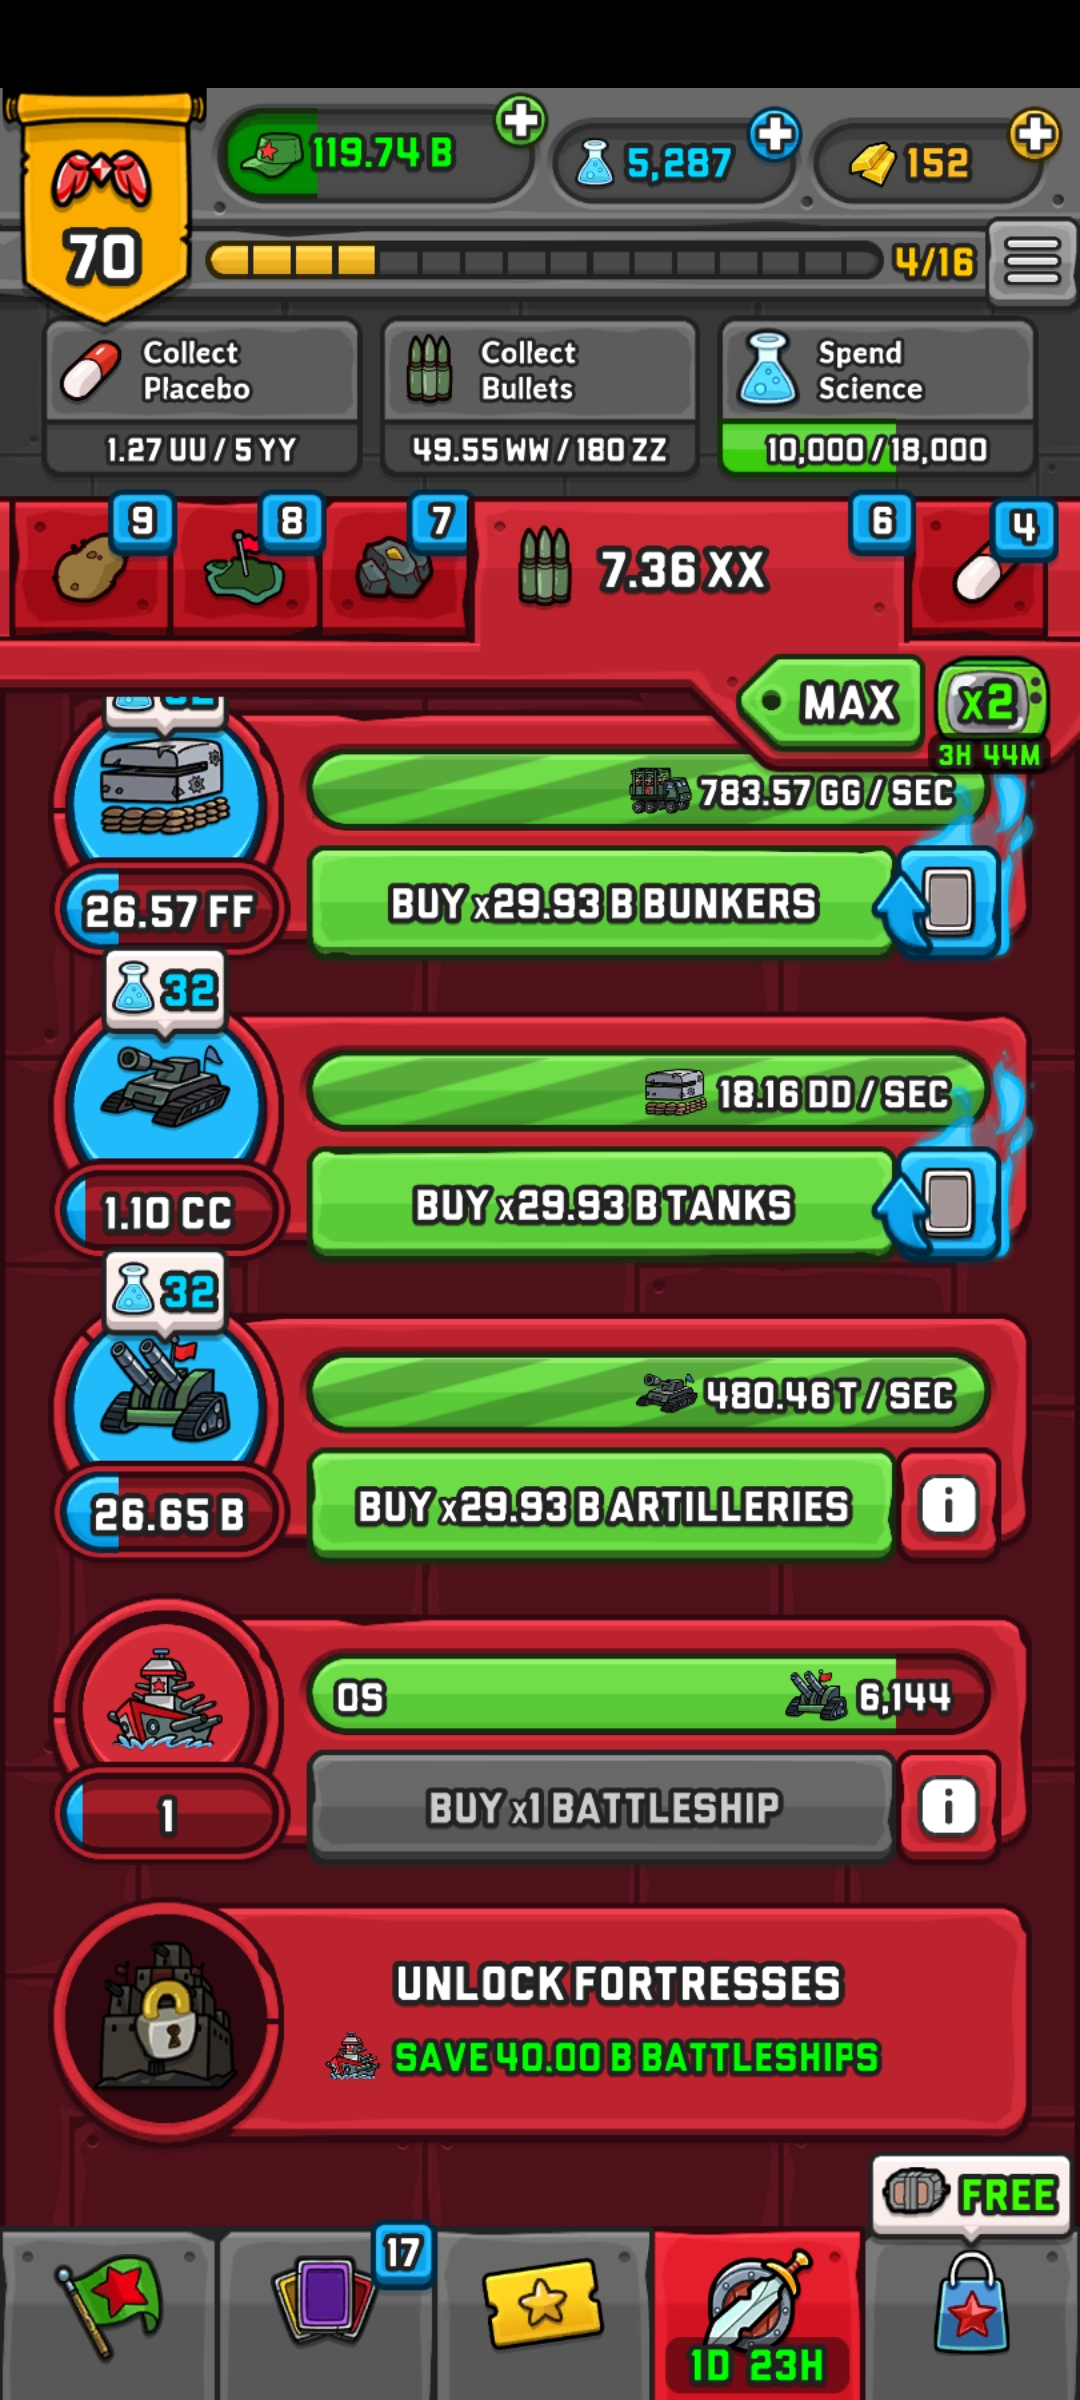 119.74 B
5,287
152
70
4/16
Collect
Placebo
1.27 UU / 5 YY
Collect
Bullets
49.55 WW / 180 ZZ
Spend
Science
10,000 / 18,000
9
8
7
7.36 XX
6
4
MAX
x2
3H 44M
32
783.57 GG / SEC
26.57 FF
BUY x29.93 B BUNKERS
32
18.16 DD / SEC
1.10 CC
BUY x29.93 B TANKS
32
480.46 T / SEC
26.65 B
BUY x29.93 B ARTILLERIES
i
0S
6,144
1
BUY x1 BATTLESHIP
i
UNLOCK FORTRESSES
SAVE 40.00 B BATTLESHIPS
FREE
17
1D 23H